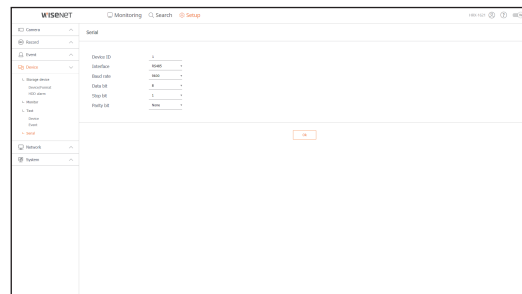 WISENET
Monitoring
Search
Setup
Camera
Record
Event
Device
Storage device
Device/Format
HDD alarm
Monitor
Text
Device
Event
Serial
Network
System
Serial
Device ID 1
Interface RS485
Baud rate 9600
Data bit 8
Stop bit 1
Parity bit None
OK